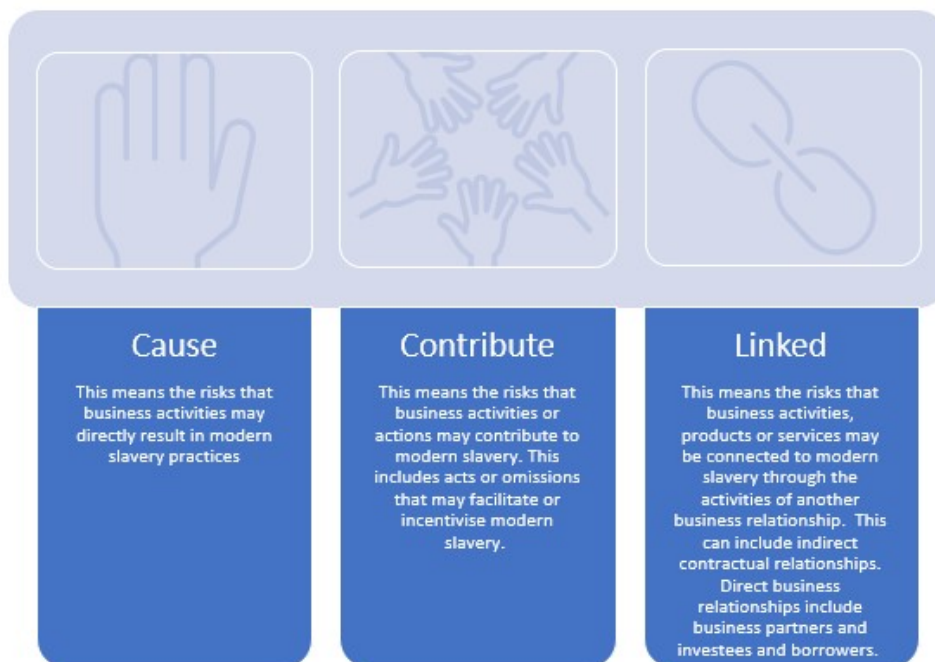 Cause
This means the risks that
business activities may
directly result in modern
slavery practices
Contribute
This means the risks that
business activities or
actions may contribute to
modern slavery. This
includes acts or omissions
that may facilitate or
incentivise modern
slavery.
Linked
This means the risks that
business activities,
products or services may
be connected to modern
slavery through the
activities of another
business relationship.  This
can include indirect
contractual relationships.
Direct business
relationships include
business partners and
investees and borrowers.